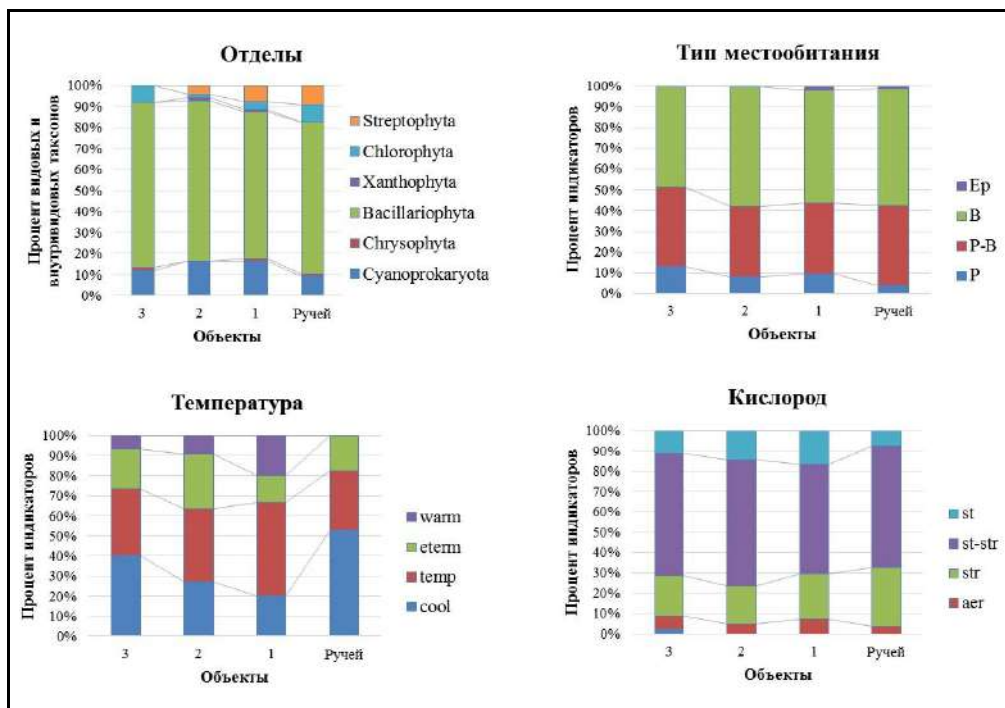 Отделы
Процент видовых и
внутривидовых таксонов
100%
90%
80%
70%
60%
50%
40%
30%
20%
10%
0%
3 2 1 Ручей
Объекты
Streptophyta
Chlorophyta
Xanthophyta
Bacillariophyta
Chrysophyta
Cyanoprokaryota
Тип местообитания
Процент индикаторов
100%
90%
80%
70%
60%
50%
40%
30%
20%
10%
0%
3 2 1 Ручей
Объекты
Ep
B
P-B
P
Температура
Процент индикаторов
100%
90%
80%
70%
60%
50%
40%
30%
20%
10%
0%
3 2 1 Ручей
Объекты
warm
eterm
temp
cool
Кислород
Процент индикаторов
100%
90%
80%
70%
60%
50%
40%
30%
20%
10%
0%
3 2 1 Ручей
Объекты
st
st-str
str
aer